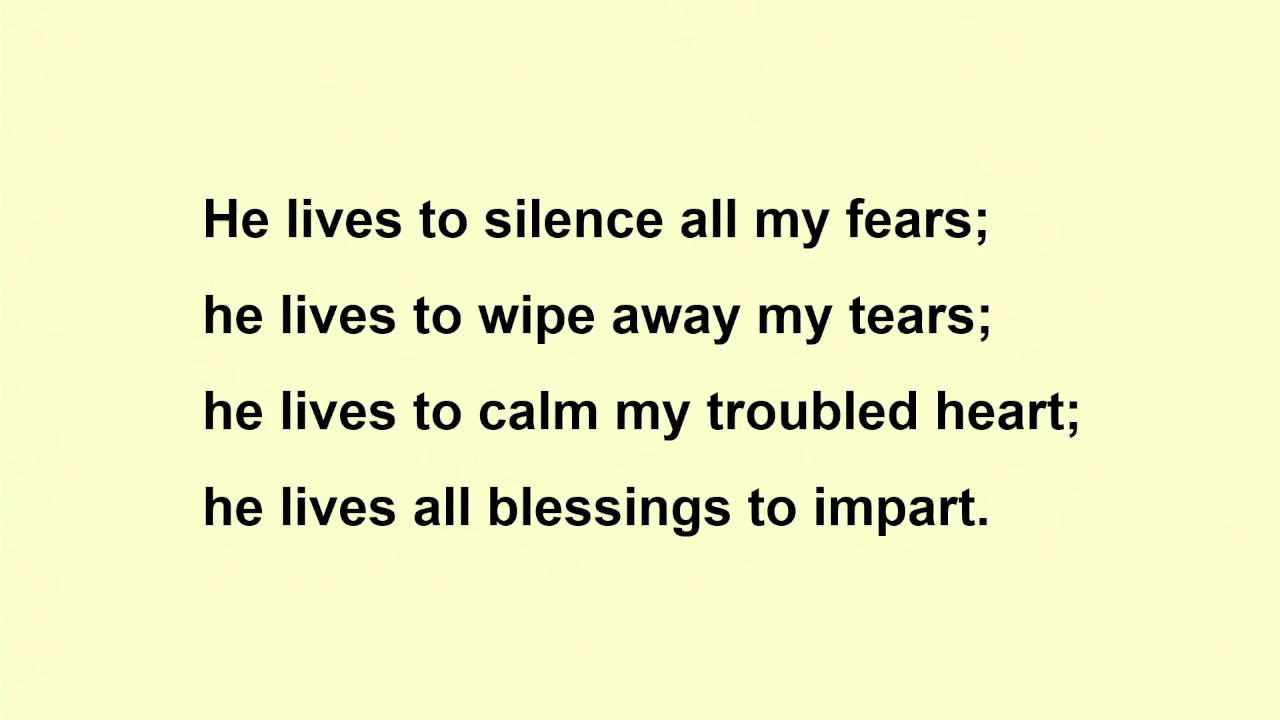 He lives to silence all my fears;
he lives to wipe away my tears;
he lives to calm my troubled heart;
he lives all blessings to impart.